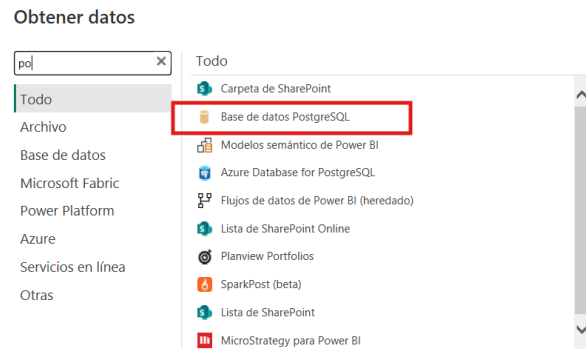 Obtener datos
po
Todo
Archivo
Base de datos
Microsoft Fabric
Power Platform
Azure
Servicios en línea
Otras
Todo
Carpeta de SharePoint
Base de datos PostgreSQL
Modelos semántico de Power BI
Azure Database for PostgreSQL
Flujos de datos de Power BI (heredado)
Lista de SharePoint Online
Planview Portfolios
SparkPost (beta)
Lista de SharePoint
MicroStrategy para Power BI